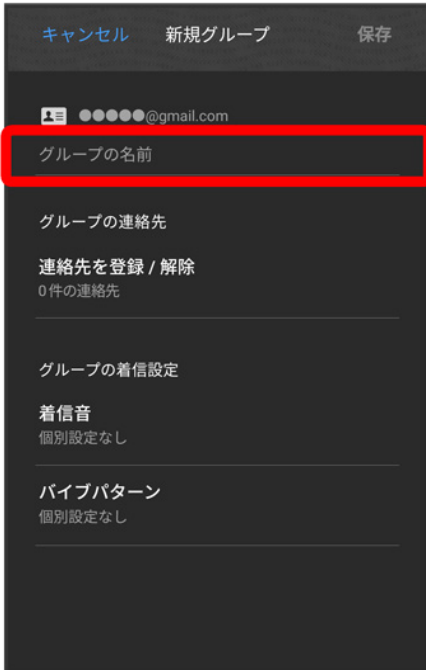 キャンセル 新規グループ 保存
●●●●●@gmail.com
グループの名前
グループの連絡先
連絡先を登録 / 解除
0件の連絡先
グループの着信設定
着信音
個別設定なし
バイブパターン
個別設定なし